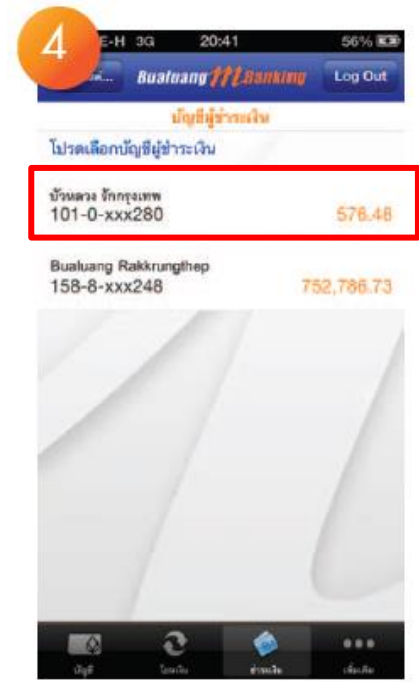 4
E-H 3G 20:41 56%
Bualuang mBanking Log Out
บัญชีผู้ชำระเงิน
โปรดเลือกบัญชีผู้ชำระเงิน
บัวหลวง รักกรุงเทพ
101-0-xxx280 576.48
Bualuang Rakkrungthep
158-8-xxx248 752,786.73
บัญชี โอนเงิน ชำระเงิน เพิ่มเติม